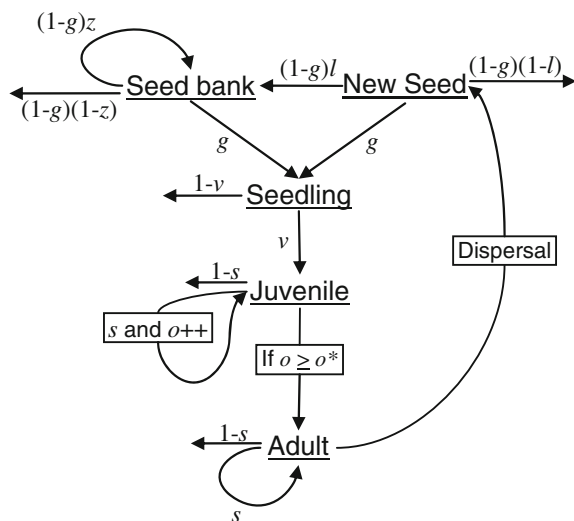 (1-g)z
Seed bank
(1-g)l
New Seed
(1-g)(1-l)
(1-g)(1-z)
g
g
1-v
Seedling
v
Dispersal
1-s
Juvenile
s and o++
If o ≥ o*
1-s
Adult
s